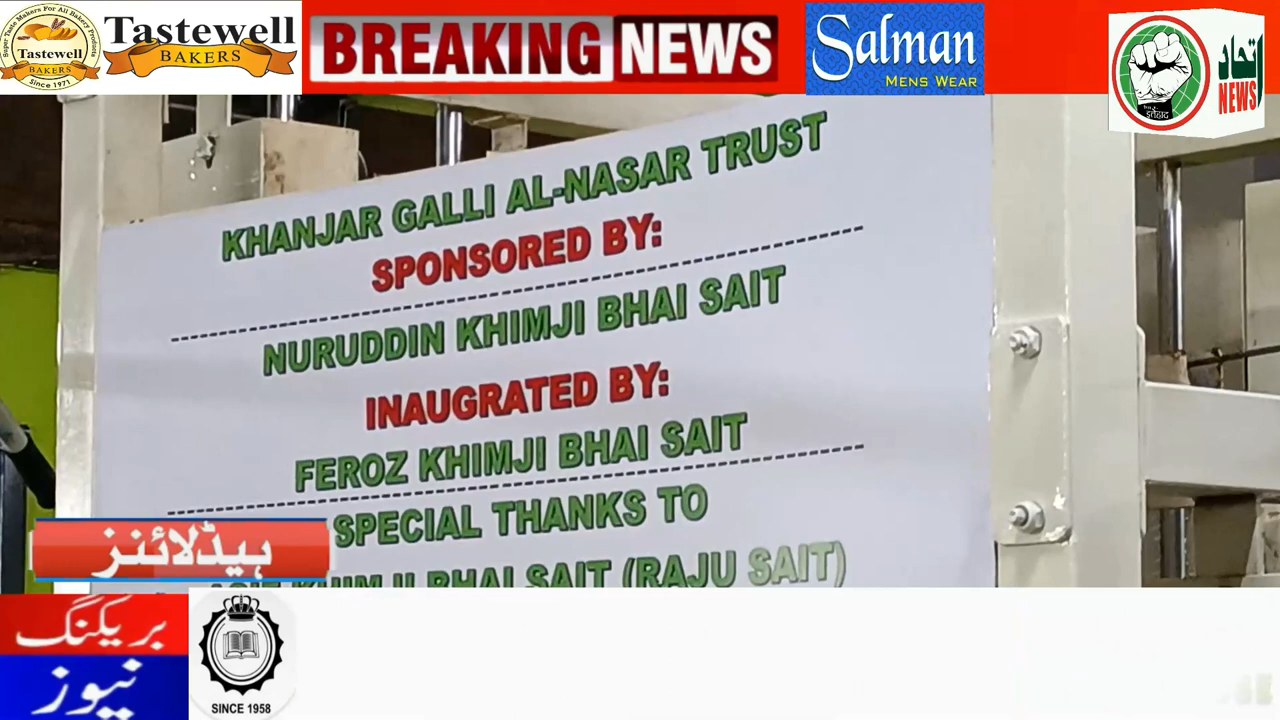 Tastewell
BAKERS
Since 1971
Tastewell
BAKERS
BREAKING NEWS
Salman
MENS WEAR
اتحاد
NEWS
KHANJAR GALLI AL-NASAR TRUST
SPONSORED BY:
NURUDDIN KHIMJI BHAI SAIT
INAUGRATED BY:
FEROZ KHIMJI BHAI SAIT
SPECIAL THANKS TO
KHIMJI BHAI SAIT (RAJU SAIT)
ہیڈلائنز
بریکنگ
نیوز
SINCE 1958